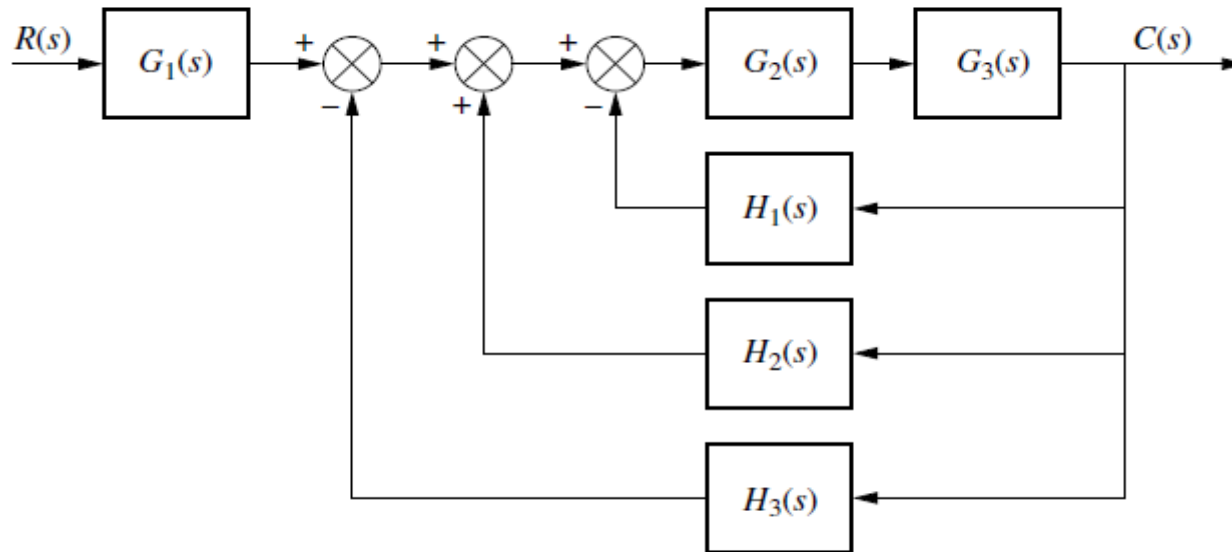 R(s) G₁(s) + − + + + − G₂(s) G₃(s) C(s)
H₁(s)
H₂(s)
H₃(s)